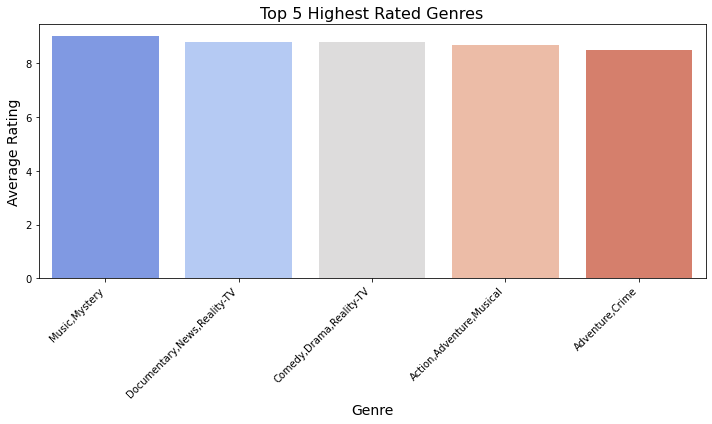 Top 5 Highest Rated Genres
Average Rating
8
6
4
2
0
Music,Mystery
Documentary,News,Reality-TV
Comedy,Drama,Reality-TV
Action,Adventure,Musical
Adventure,Crime
Genre